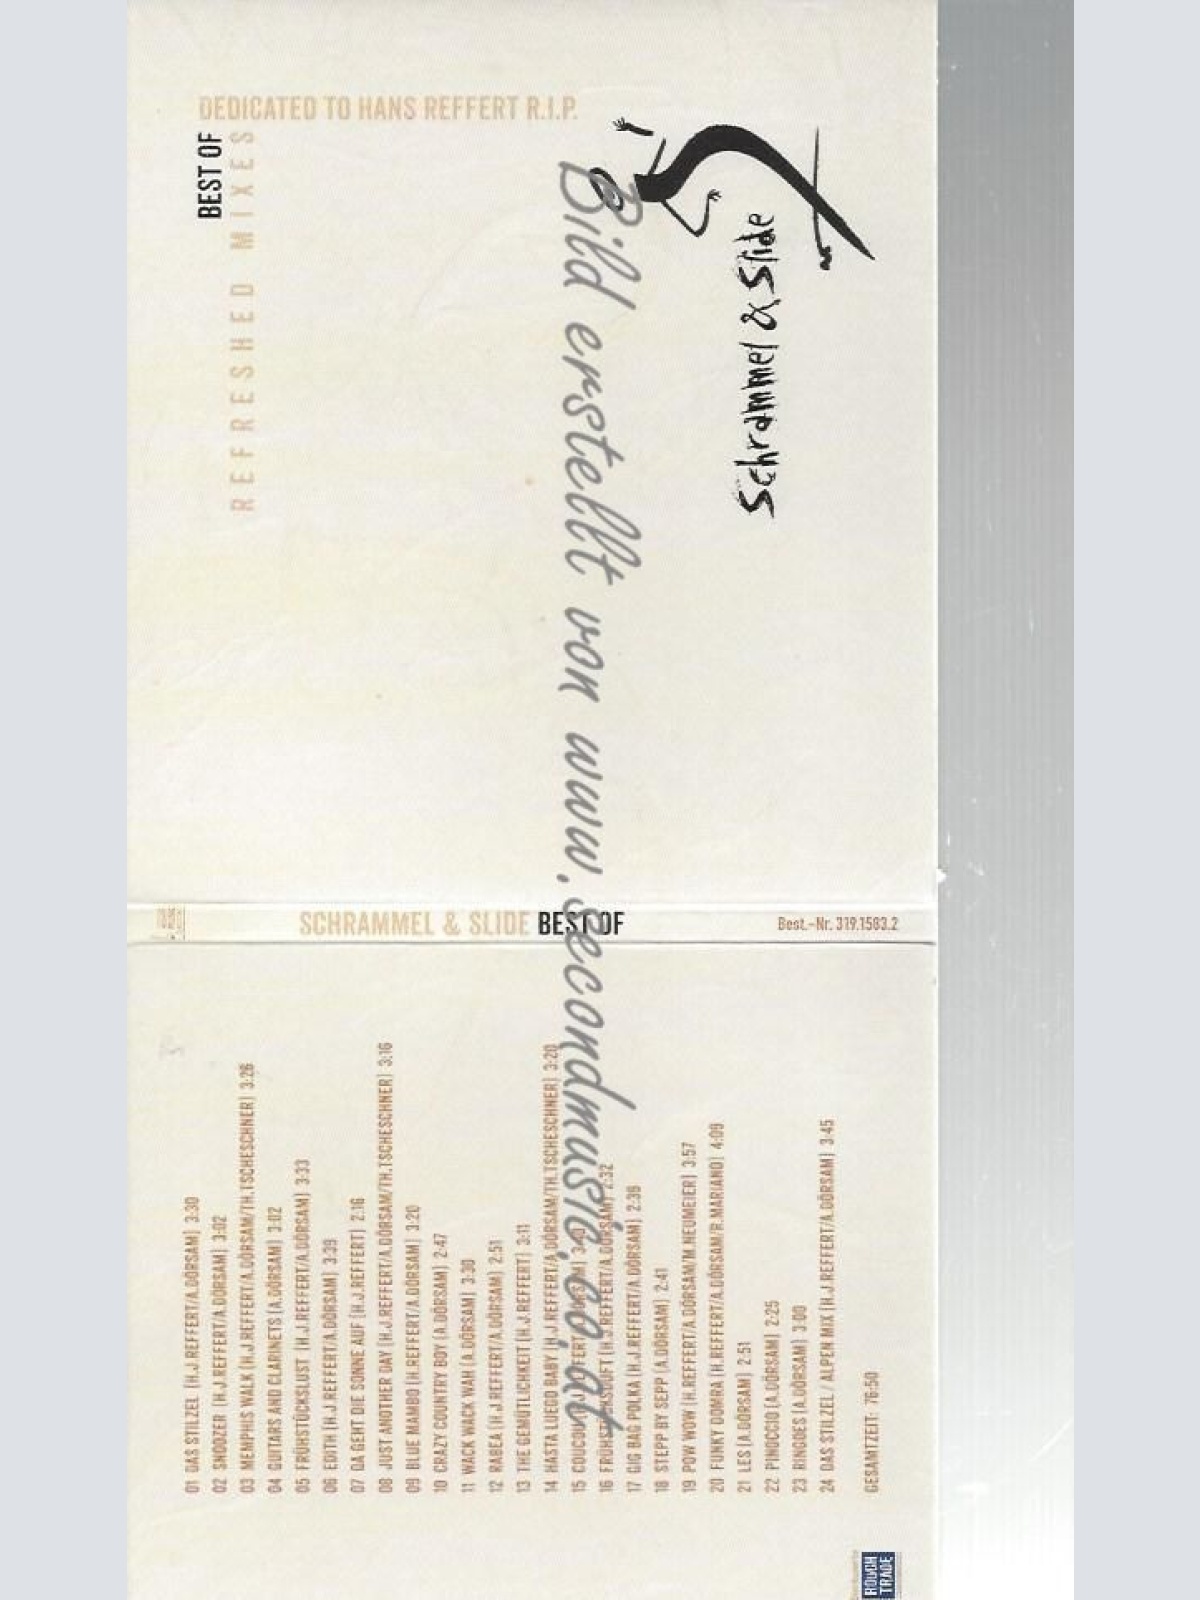 DEDICATED TO HANS REFFERT R.I.P.
BEST OF
REFRESHED MIXES
Schrammel & Slide
Bild erstellt von www.secondmusic.co.at
SCHRAMMEL & SLIDE BEST OF
Best.-Nr. 319.1583.2
01 DAS STILZEL (H.J.REFFERT/A.DÖRSAM) 3:30
02 SNOOZER (H.J.REFFERT/A.DÖRSAM) 3:02
03 MEMPHIS WALK (H.J.REFFERT/A.DÖRSAM/TH.TSCHESCHNER) 3:26
04 GUITARS AND CLARINETS (A.DÖRSAM) 3:02
05 FRÜHSTÜCKSLUST (H.J.REFFERT/A.DÖRSAM) 3:33
06 EDITH (H.J.REFFERT/A.DÖRSAM) 3:39
07 DA GEHT DIE SONNE AUF (H.J.REFFERT) 2:16
08 JUST ANOTHER DAY (H.J.REFFERT/A.DÖRSAM/TH.TSCHESCHNER) 3:16
09 BLUE MAMBO (H.REFFERT/A.DÖRSAM) 3:20
10 CRAZY COUNTRY BOY (A.DÖRSAM) 2:47
11 WACK WACK WAH (A.DÖRSAM) 3:30
12 RABEA (H.J.REFFERT/A.DÖRSAM) 2:51
13 THE GEMÜTLICHKEIT (H.J.REFFERT) 3:11
14 HASTA LUEGO BABY (H.J.REFFERT/A.DÖRSAM/TH.TSCHESCHNER) 3:20
15 COUCOU
16 (H.J.REFFERT/A.DÖRSAM) 2:32
17 GIG BAG POLKA (H.J.REFFERT/A.DÖRSAM) 2:39
18 STEPP BY SEPP (A.DÖRSAM) 2:41
19 POW WOW (H.REFFERT/A.DÖRSAM/M.NEUMEIER) 3:57
20 FUNKY DOMRA (H.REFFERT/A.DÖRSAM/R.MARIANO) 4:09
21 LES (A.DÖRSAM) 2:51
22 PINOCCIO (A.DÖRSAM) 2:25
23 RINGOES (A.DÖRSAM) 3:00
24 DAS STILZEL / ALPEN MIX (H.J.REFFERT/A.DÖRSAM) 3:45
GESAMTZEIT: 76:50
ROUGH
TRADE